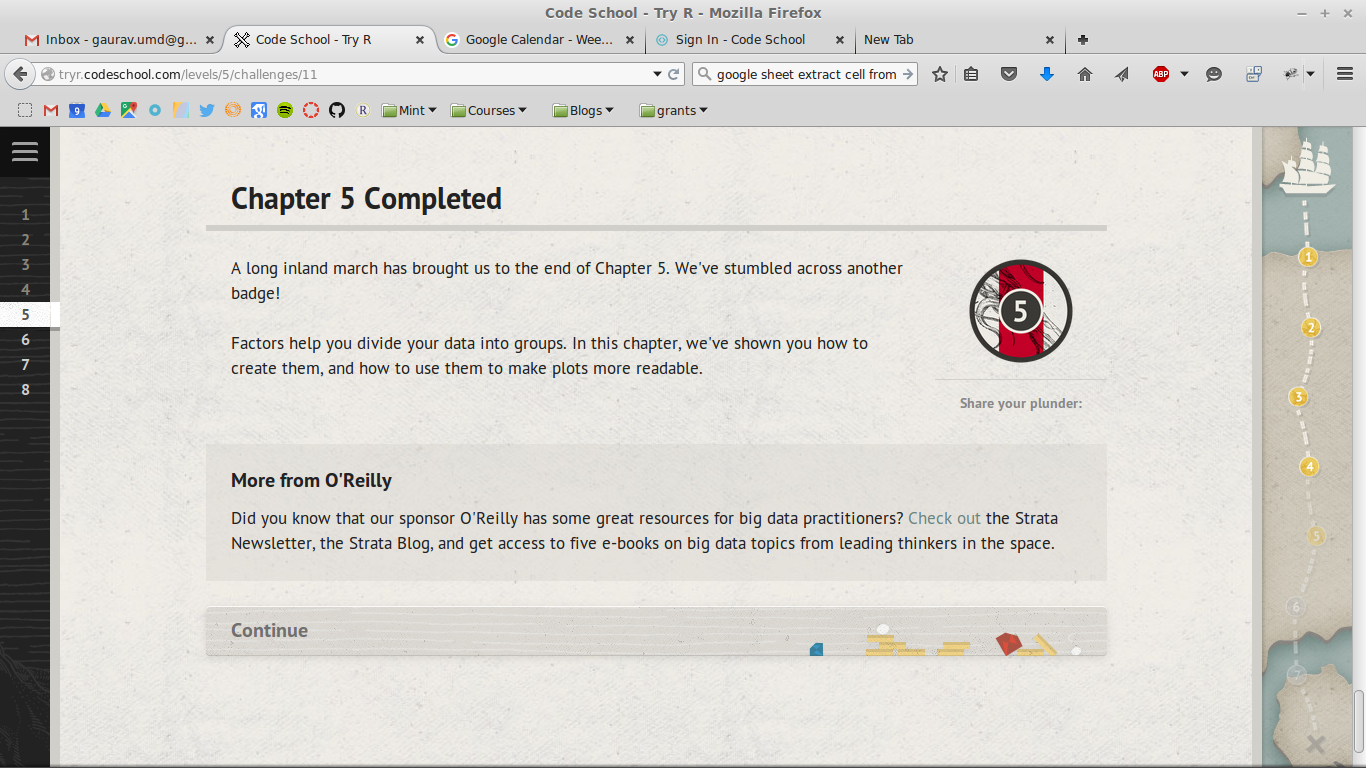 Code School - Try R - Mozilla Firefox
Inbox - gaurav.umd@g...
Code School - Try R
Google Calendar - Wee...
Sign In - Code School
New Tab
tryr.codeschool.com/levels/5/challenges/11
google sheet extract cell from
ABP
9
R
Mint
Courses
Blogs
grants
1
2
3
4
5
6
7
8
Chapter 5 Completed
A long inland march has brought us to the end of Chapter 5. We've stumbled across another
badge!
Factors help you divide your data into groups. In this chapter, we've shown you how to
create them, and how to use them to make plots more readable.
5
Share your plunder:
More from O'Reilly
Did you know that our sponsor O'Reilly has some great resources for big data practitioners? Check out the Strata
Newsletter, the Strata Blog, and get access to five e-books on big data topics from leading thinkers in the space.
Continue
1
2
3
4
5
6
7